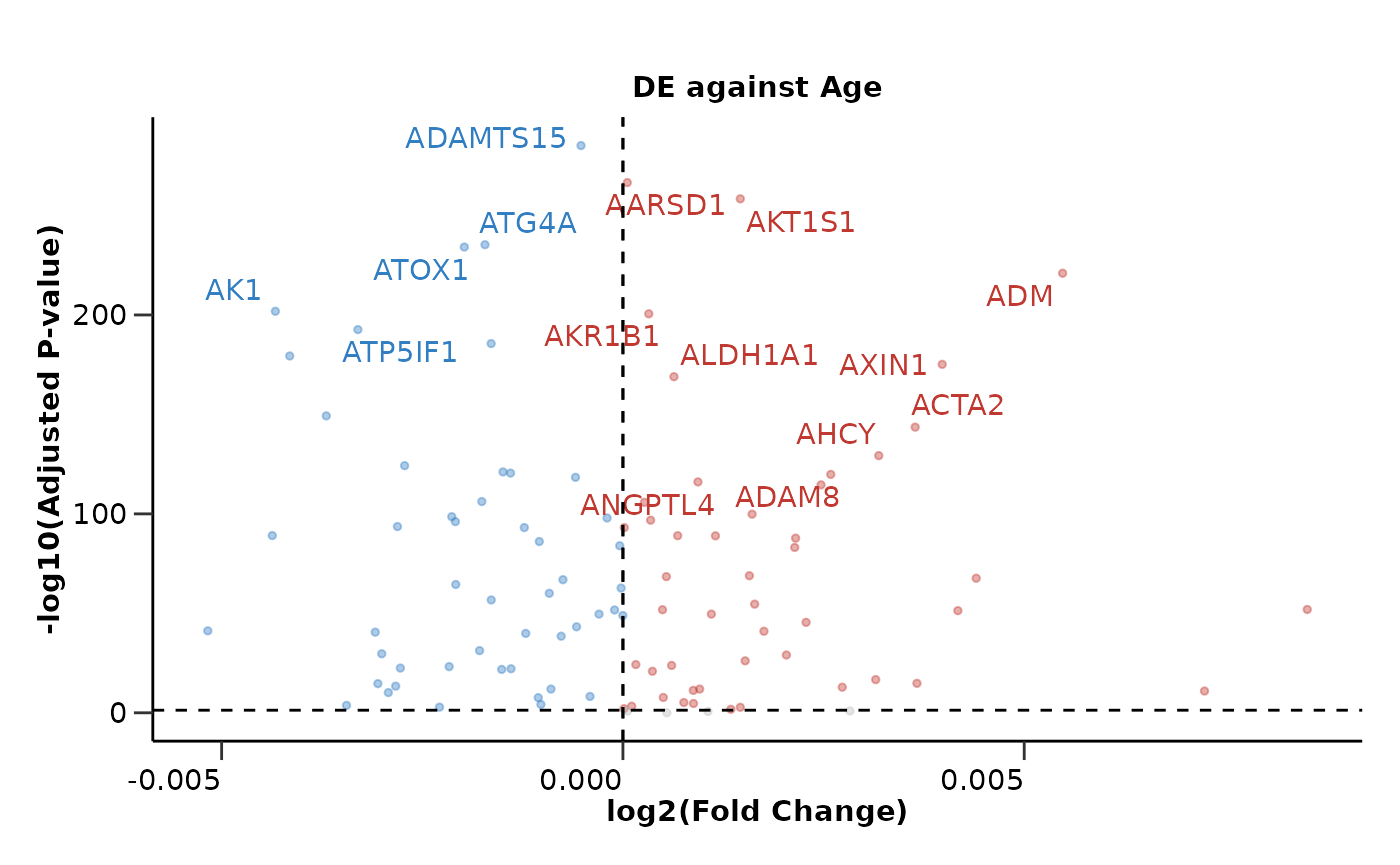 DE against Age
ADAMTS15
AARSD1
AKT1S1
ATG4A
ATOX1
AK1
ADM
ATP5IF1
AKR1B1
ALDH1A1
AXIN1
ACTA2
AHCY
ANGPTL4
ADAM8
-log10(Adjusted P-value)
200
100
0
-0.005
0.000
0.005
log2(Fold Change)